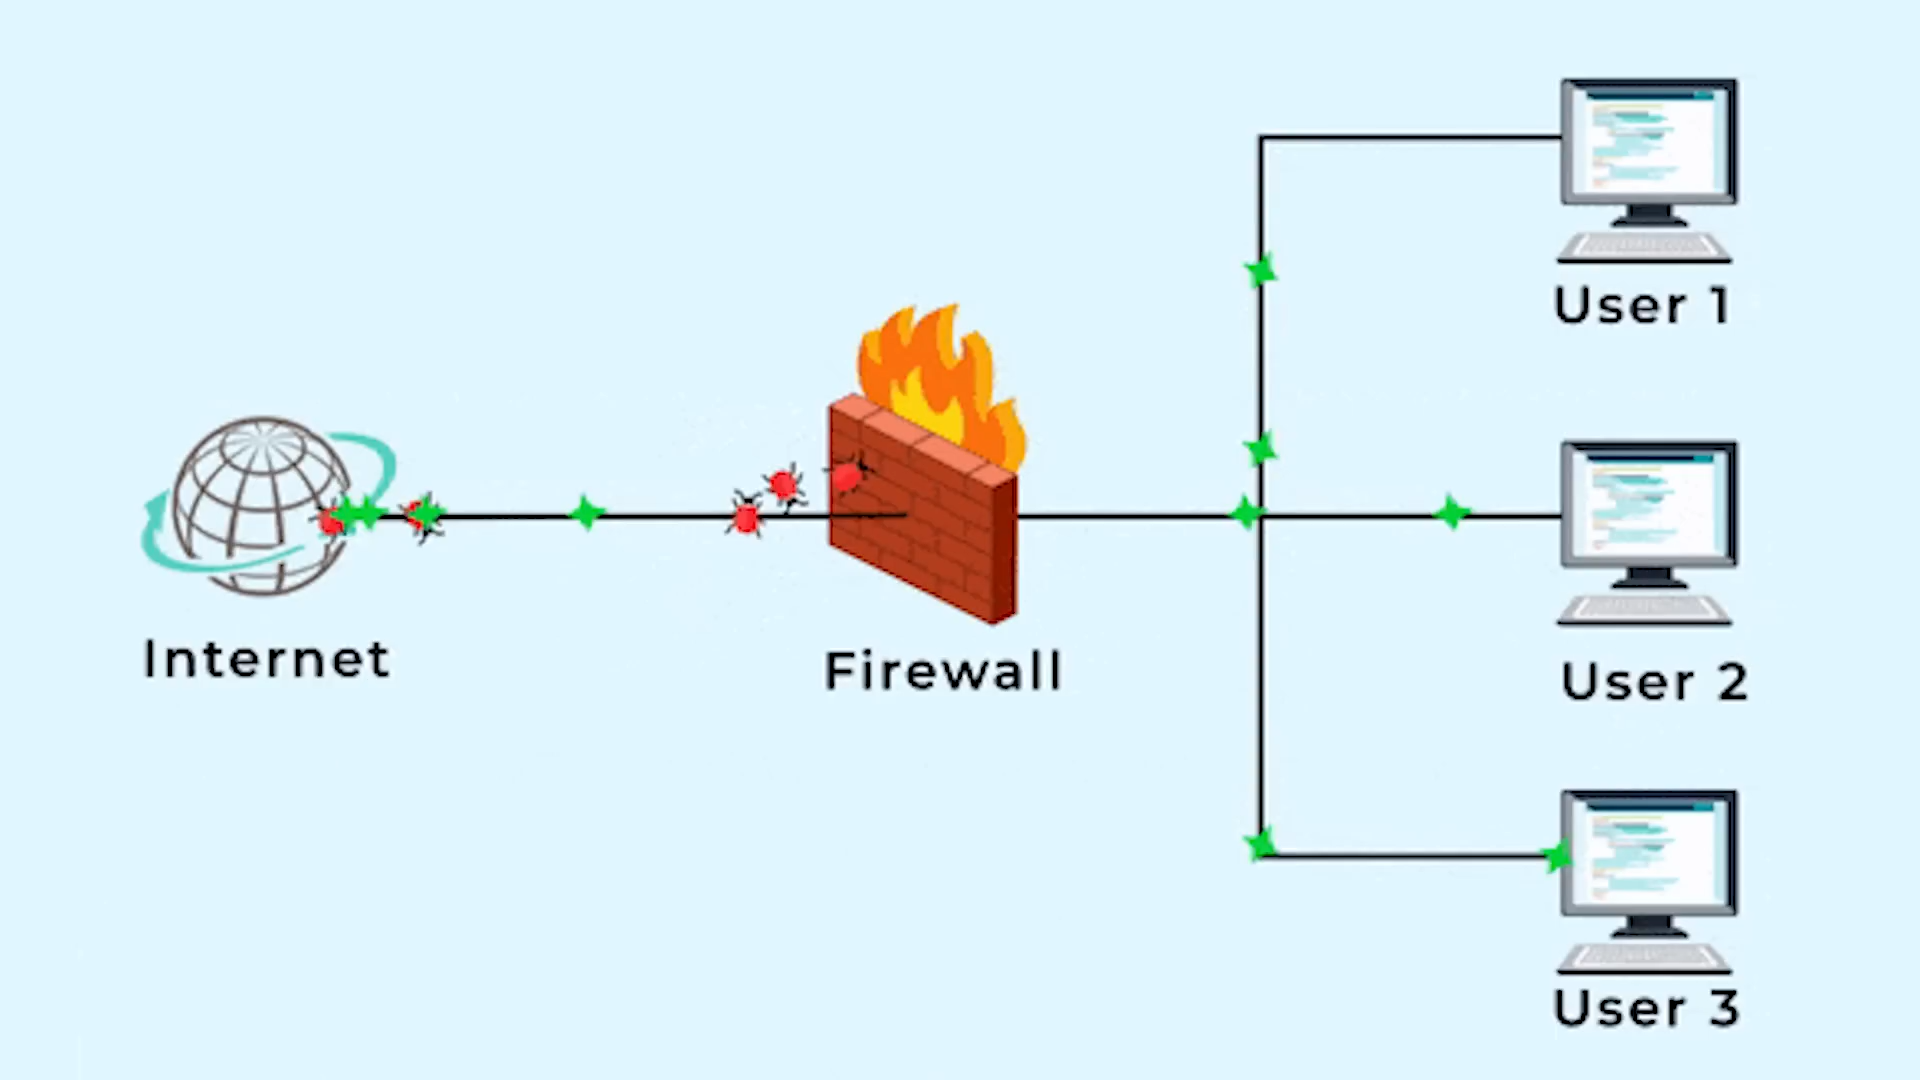 User 1
Internet
Firewall
User 2
User 3